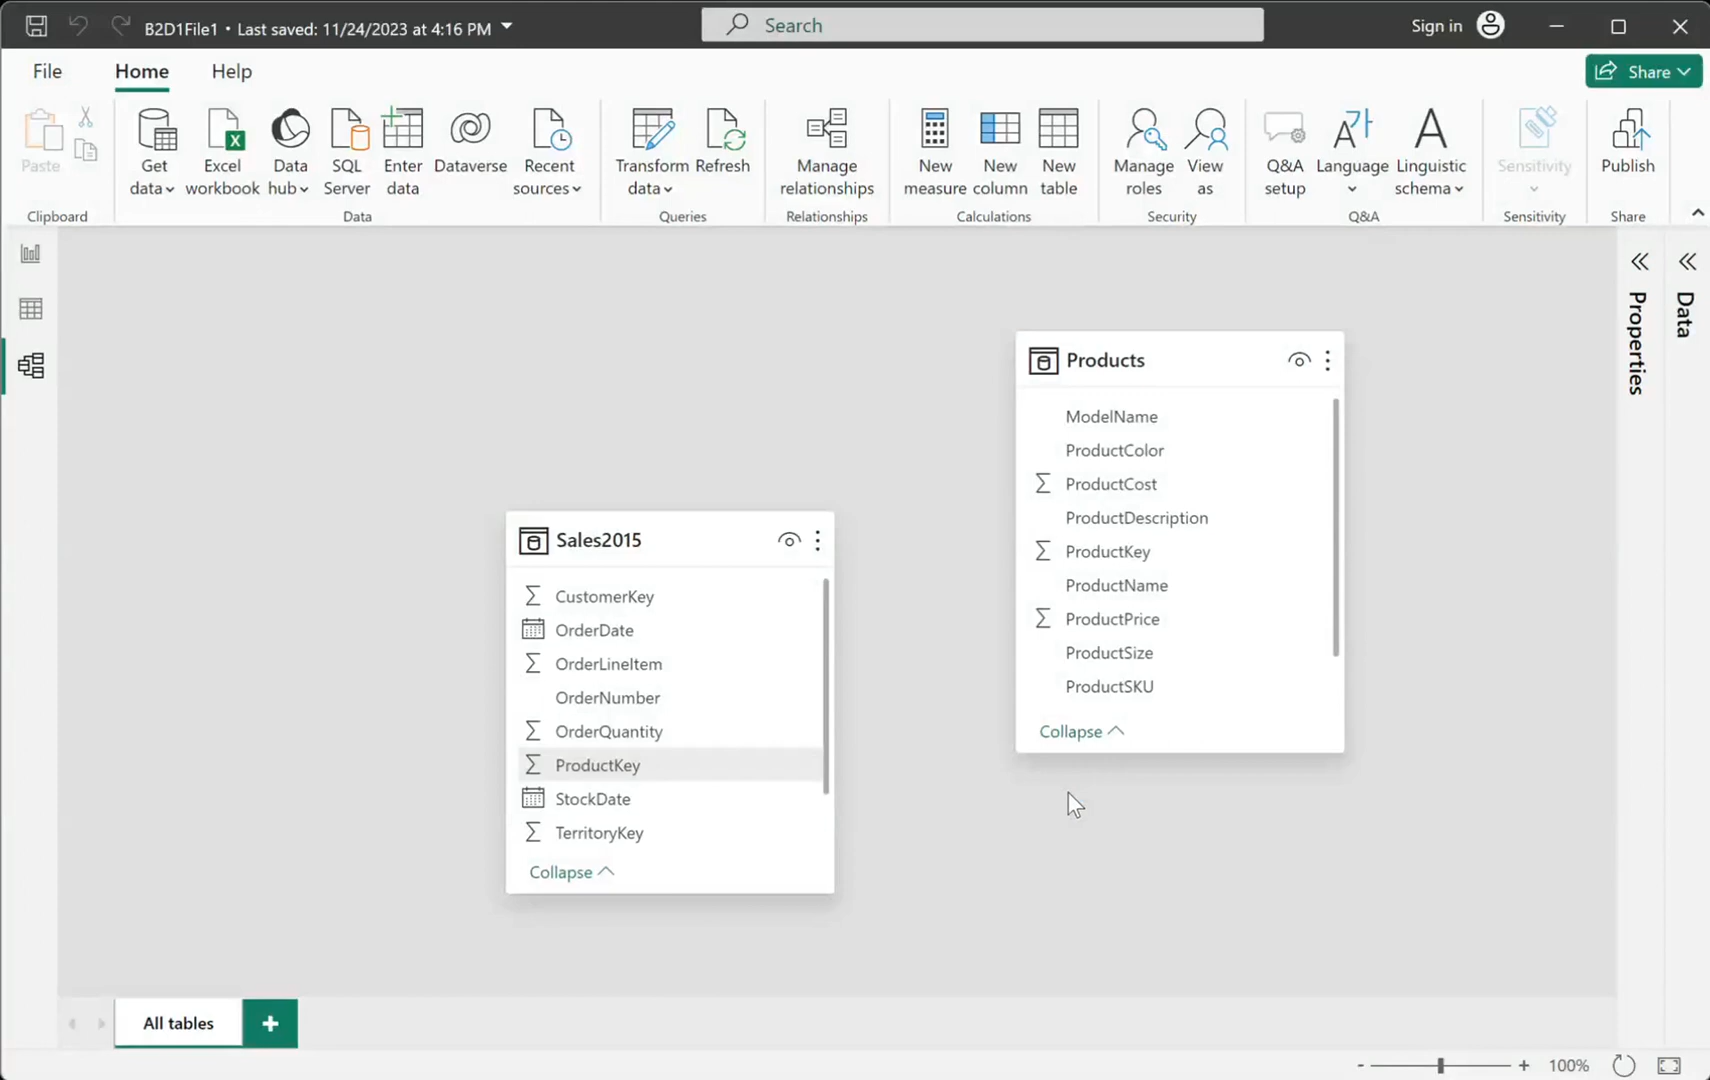 B2D1File1 • Last saved: 11/24/2023 at 4:16 PM
Search
Sign in
File
Home
Help
Share
Paste
Get data
Excel workbook
Data hub
SQL Server
Enter data
Dataverse
Recent sources
Transform data
Refresh
Manage relationships
New measure
New column
New table
Manage roles
View as
Q&A setup
Language
Linguistic schema
Sensitivity
Publish
Clipboard
Data
Queries
Relationships
Calculations
Security
Q&A
Sensitivity
Share
Properties
Data
Products
ModelName
ProductColor
∑ ProductCost
ProductDescription
∑ ProductKey
ProductName
∑ ProductPrice
ProductSize
ProductSKU
Collapse
Sales2015
∑ CustomerKey
OrderDate
∑ OrderLineItem
OrderNumber
∑ OrderQuantity
∑ ProductKey
StockDate
∑ TerritoryKey
Collapse
All tables
+
- + 100%